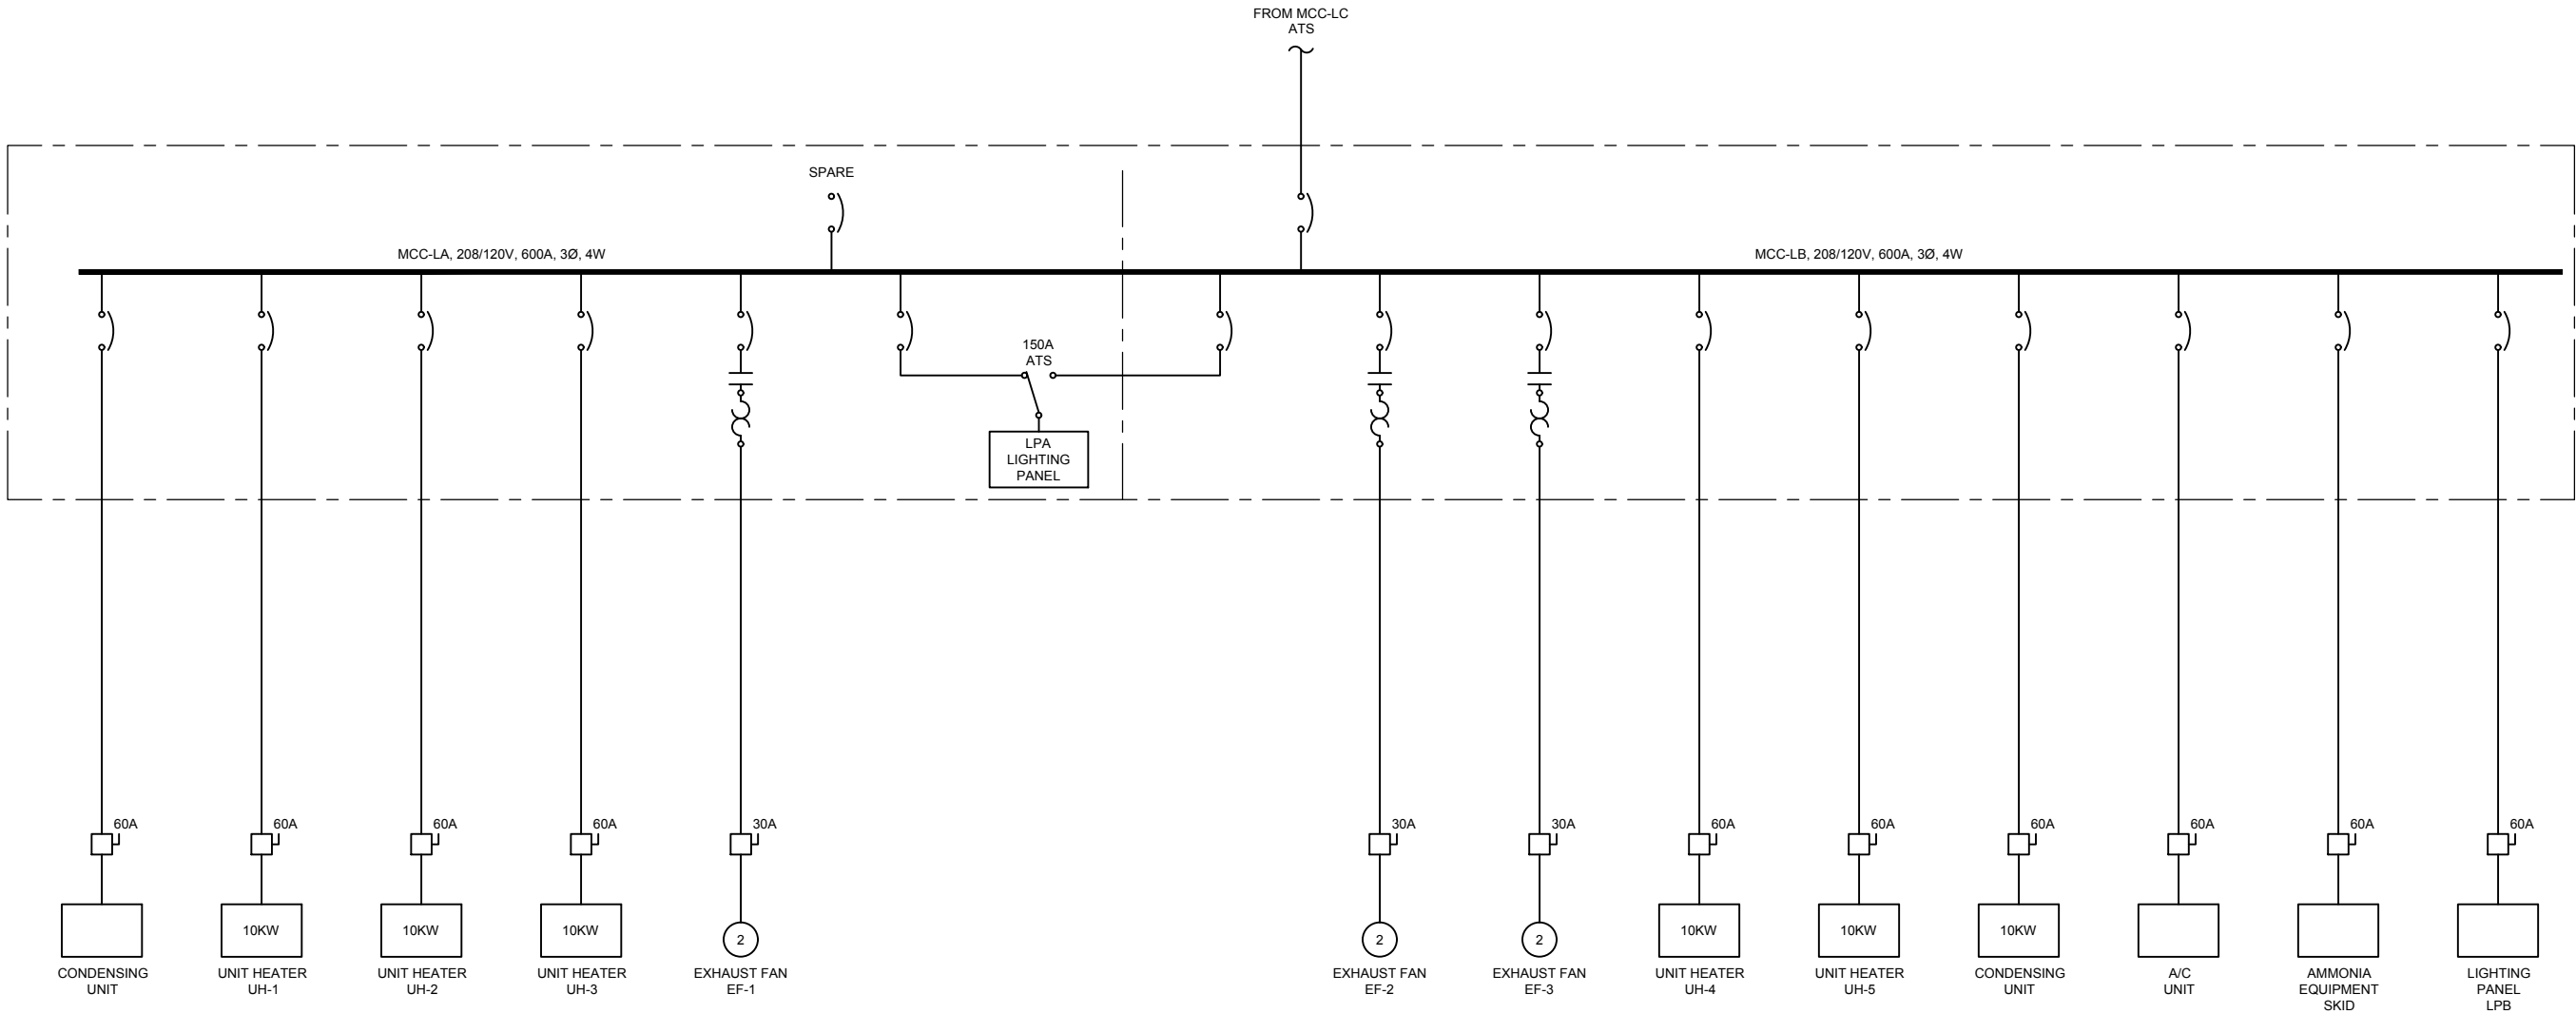 FROM MCC-LC
ATS
SPARE
MCC-LA, 208/120V, 600A, 3Ø, 4W
MCC-LB, 208/120V, 600A, 3Ø, 4W
150A
ATS
LPA
LIGHTING
PANEL
60A
60A
60A
60A
30A
30A
30A
60A
60A
60A
60A
60A
60A
10KW
10KW
10KW
2
2
2
10KW
10KW
10KW
CONDENSING
UNIT
UNIT HEATER
UH-1
UNIT HEATER
UH-2
UNIT HEATER
UH-3
EXHAUST FAN
EF-1
EXHAUST FAN
EF-2
EXHAUST FAN
EF-3
UNIT HEATER
UH-4
UNIT HEATER
UH-5
CONDENSING
UNIT
A/C
UNIT
AMMONIA
EQUIPMENT
SKID
LIGHTING
PANEL
LPB